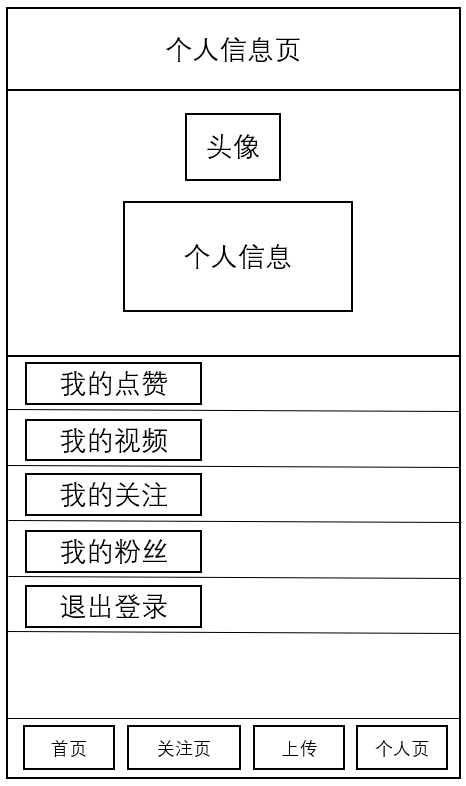 个人信息页
头像
个人信息
我的点赞
我的视频
我的关注
我的粉丝
退出登录
首页 关注页 上传 个人页